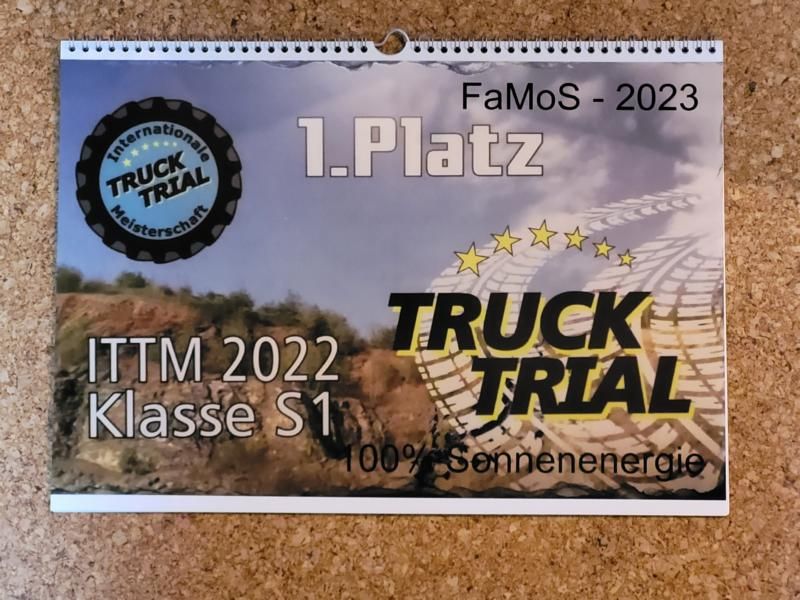 FaMoS - 2023
1.Platz
Internationale
TRUCK
TRIAL
Meisterschaft
TRUCK
TRIAL
ITTM 2022
Klasse S1
100% Sonnenenergie